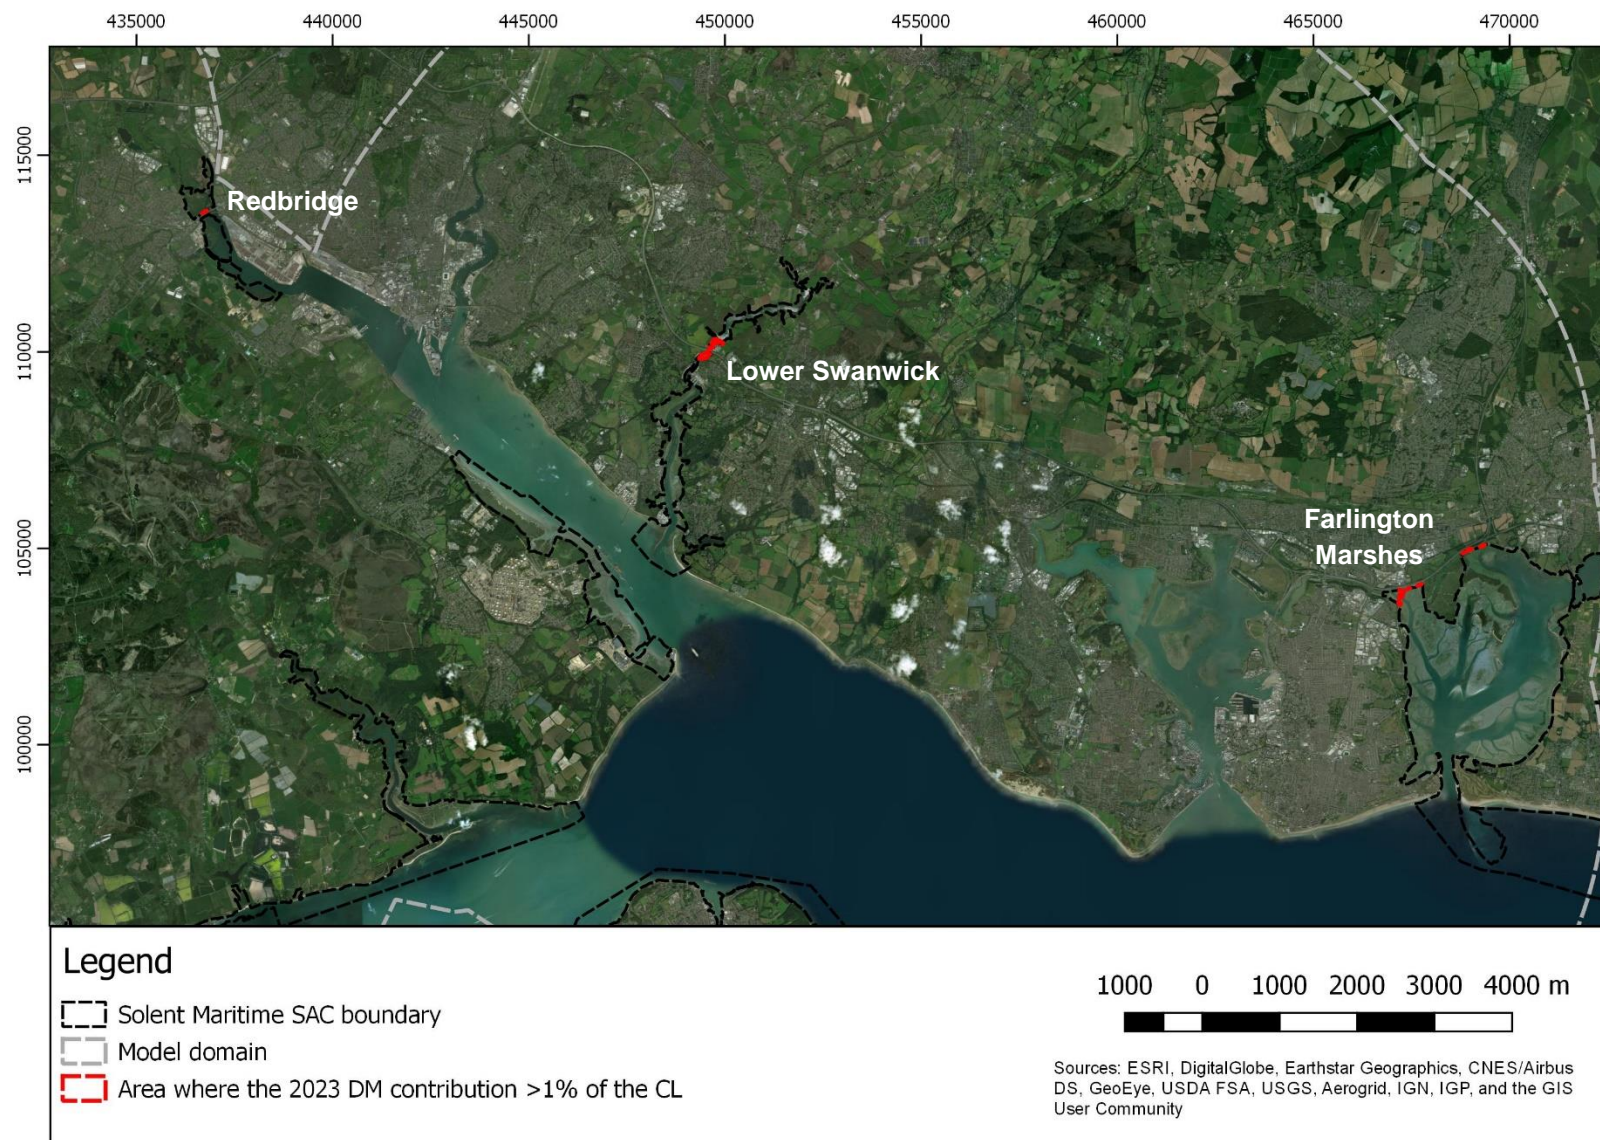 435000 440000 445000 450000 455000 460000 465000 470000
115000
110000
105000
100000
Redbridge
Lower Swanwick
Farlington
Marshes
Legend
Solent Maritime SAC boundary
Model domain
Area where the 2023 DM contribution >1% of the CL
1000 0 1000 2000 3000 4000 m
Sources: ESRI, DigitalGlobe, Earthstar Geographics, CNES/Airbus
DS, GeoEye, USDA FSA, USGS, Aerogrid, IGN, IGP, and the GIS
User Community